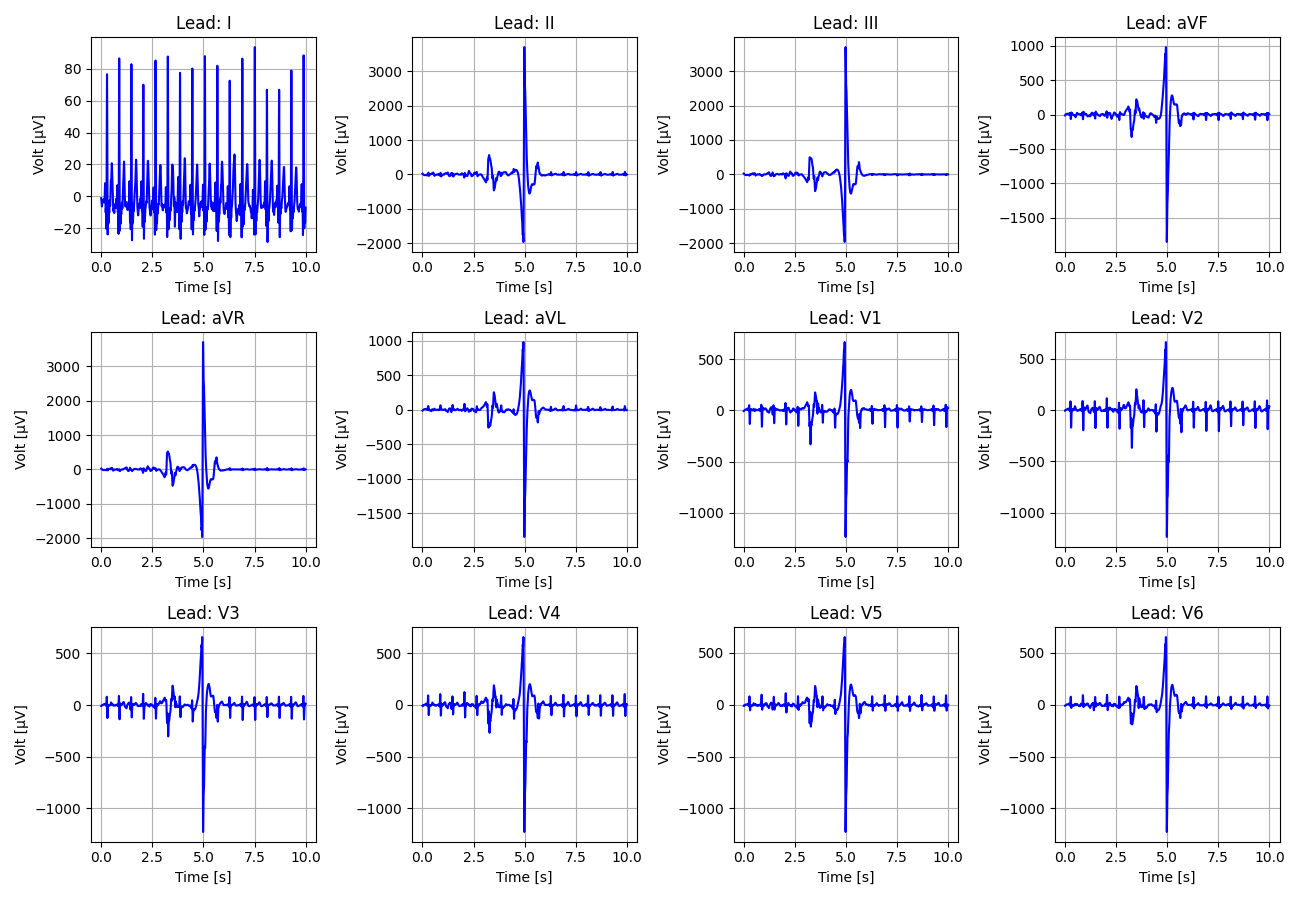 Lead: I
Volt [µV]
80
60
40
20
0
−20
0.0 2.5 5.0 7.5 10.0
Time [s]
Lead: II
Volt [µV]
3000
2000
1000
0
−1000
−2000
0.0 2.5 5.0 7.5 10.0
Time [s]
Lead: III
Volt [µV]
3000
2000
1000
0
−1000
−2000
0.0 2.5 5.0 7.5 10.0
Time [s]
Lead: aVF
Volt [µV]
1000
500
0
−500
−1000
−1500
0.0 2.5 5.0 7.5 10.0
Time [s]
Lead: aVR
Volt [µV]
3000
2000
1000
0
−1000
−2000
0.0 2.5 5.0 7.5 10.0
Time [s]
Lead: aVL
Volt [µV]
1000
500
0
−500
−1000
−1500
0.0 2.5 5.0 7.5 10.0
Time [s]
Lead: V1
Volt [µV]
500
0
−500
−1000
0.0 2.5 5.0 7.5 10.0
Time [s]
Lead: V2
Volt [µV]
500
0
−500
−1000
0.0 2.5 5.0 7.5 10.0
Time [s]
Lead: V3
Volt [µV]
500
0
−500
−1000
0.0 2.5 5.0 7.5 10.0
Time [s]
Lead: V4
Volt [µV]
500
0
−500
−1000
0.0 2.5 5.0 7.5 10.0
Time [s]
Lead: V5
Volt [µV]
500
0
−500
−1000
0.0 2.5 5.0 7.5 10.0
Time [s]
Lead: V6
Volt [µV]
500
0
−500
−1000
0.0 2.5 5.0 7.5 10.0
Time [s]